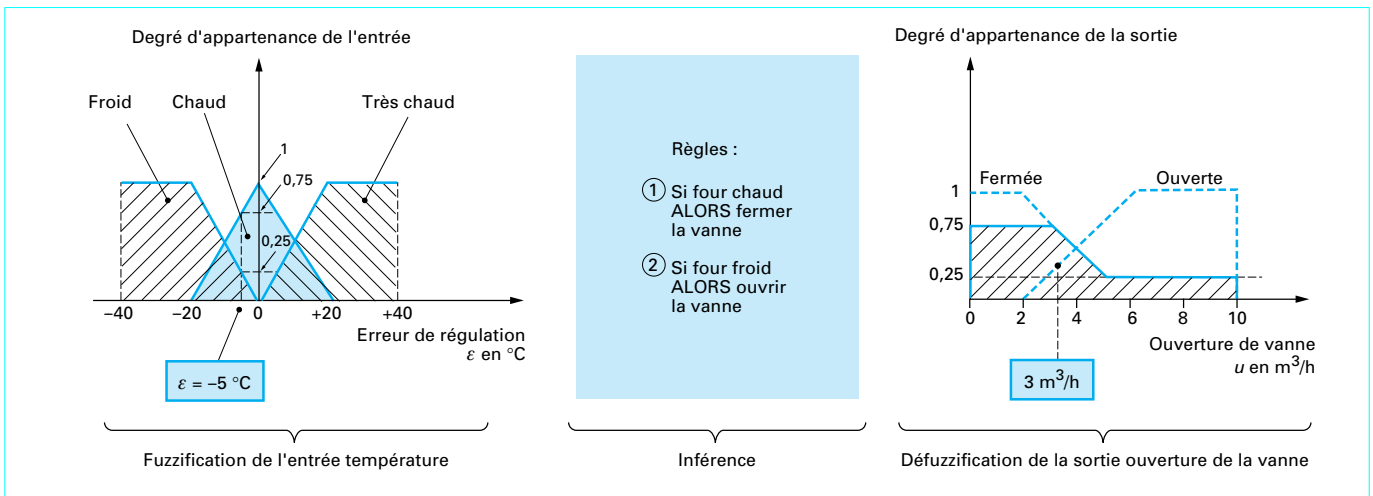 Degré d'appartenance de l'entrée
Froid
Chaud
Très chaud
1
0,75
0,25
–40
–20
0
+20
+40
Erreur de régulation
ε en °C
ε = –5 °C
Fuzzification de l'entrée température
Règles :
1 Si four chaud
ALORS fermer
la vanne
2 Si four froid
ALORS ouvrir
la vanne
Inférence
Degré d'appartenance de la sortie
Fermée
Ouverte
1
0,75
0,25
0
2
4
6
8
10
Ouverture de vanne
u en m³/h
3 m³/h
Défuzzification de la sortie ouverture de la vanne